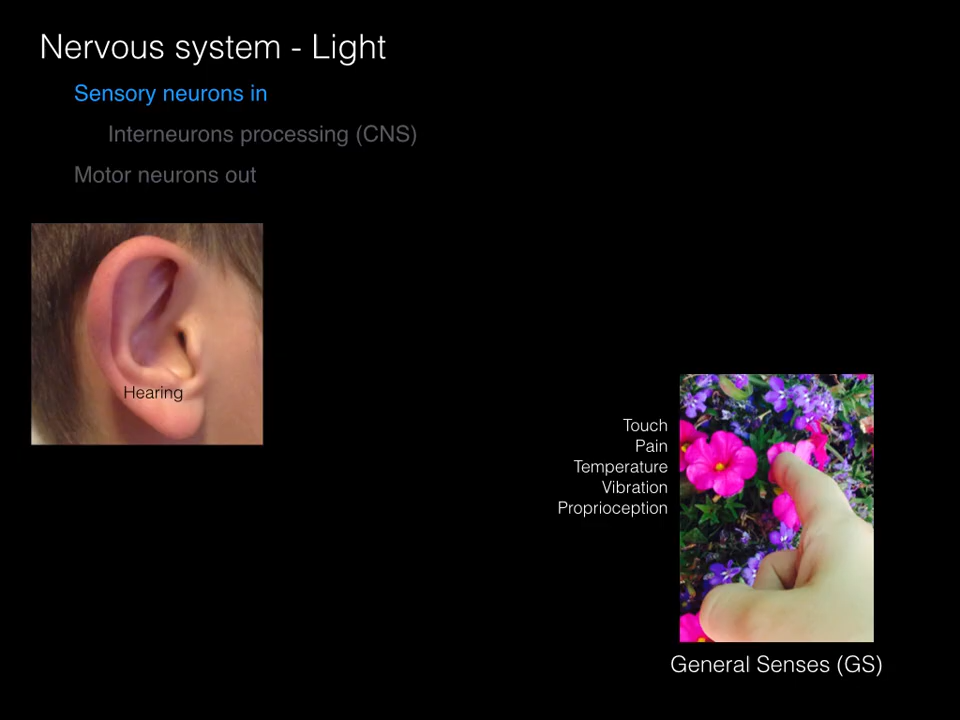 Nervous system - Light
Sensory neurons in
Interneurons processing (CNS)
Motor neurons out
Hearing
Touch
Pain
Temperature
Vibration
Proprioception
General Senses (GS)